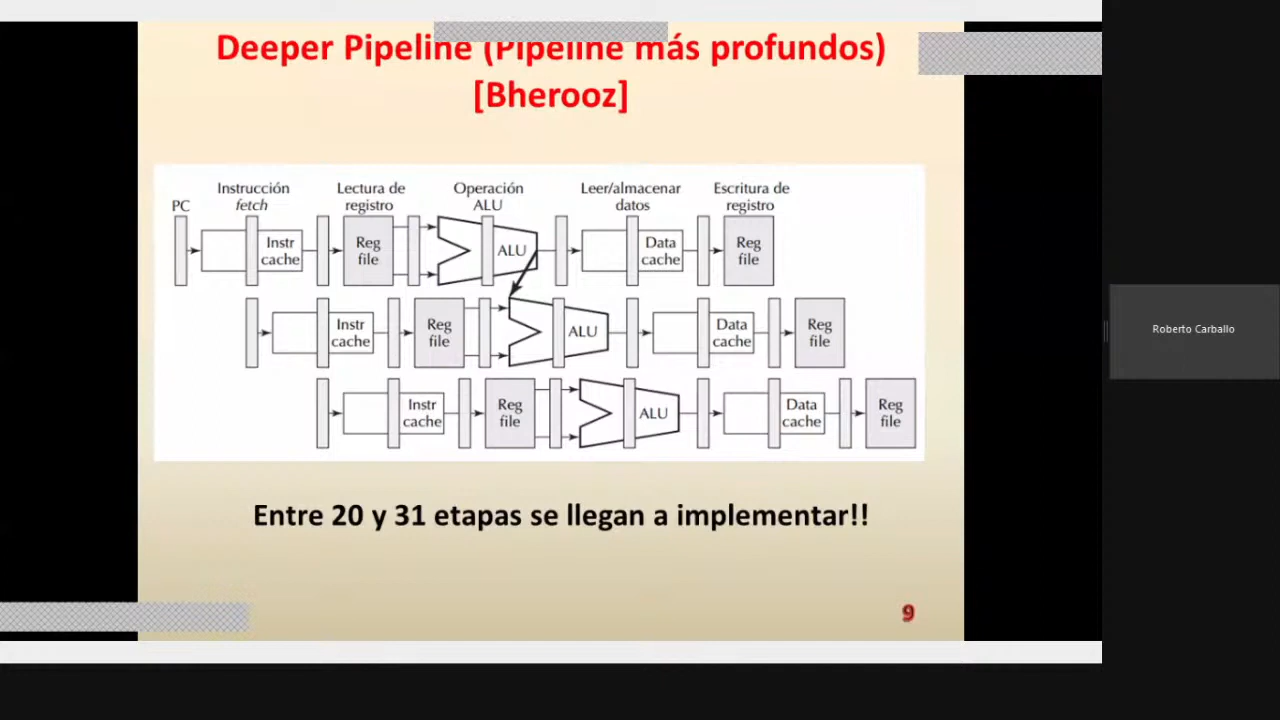 Deeper Pipeline (Pipeline más profundos)
[Bherooz]
Instrucción
fetch
Lectura de
registro
Operación
ALU
Leer/almacenar
datos
Escritura de
registro
PC
Instr
cache
Reg
file
ALU
Data
cache
Reg
file
Instr
cache
Reg
file
ALU
Data
cache
Reg
file
Instr
cache
Reg
file
ALU
Data
cache
Reg
file
Roberto Carballo
Entre 20 y 31 etapas se llegan a implementar!!
9